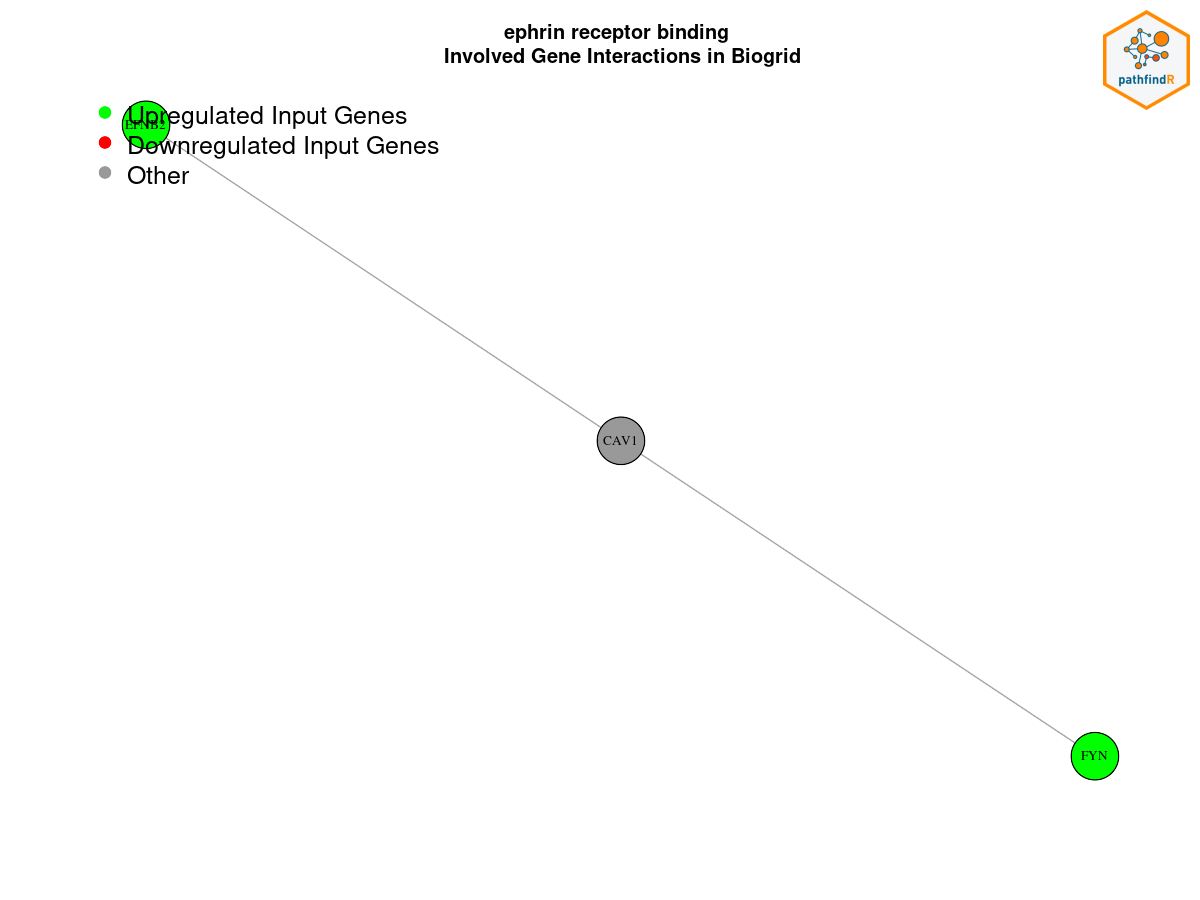 ephrin receptor binding
Involved Gene Interactions in Biogrid
pathfindR
Upregulated Input Genes
EFNB2
Downregulated Input Genes
Other
CAV1
FYN